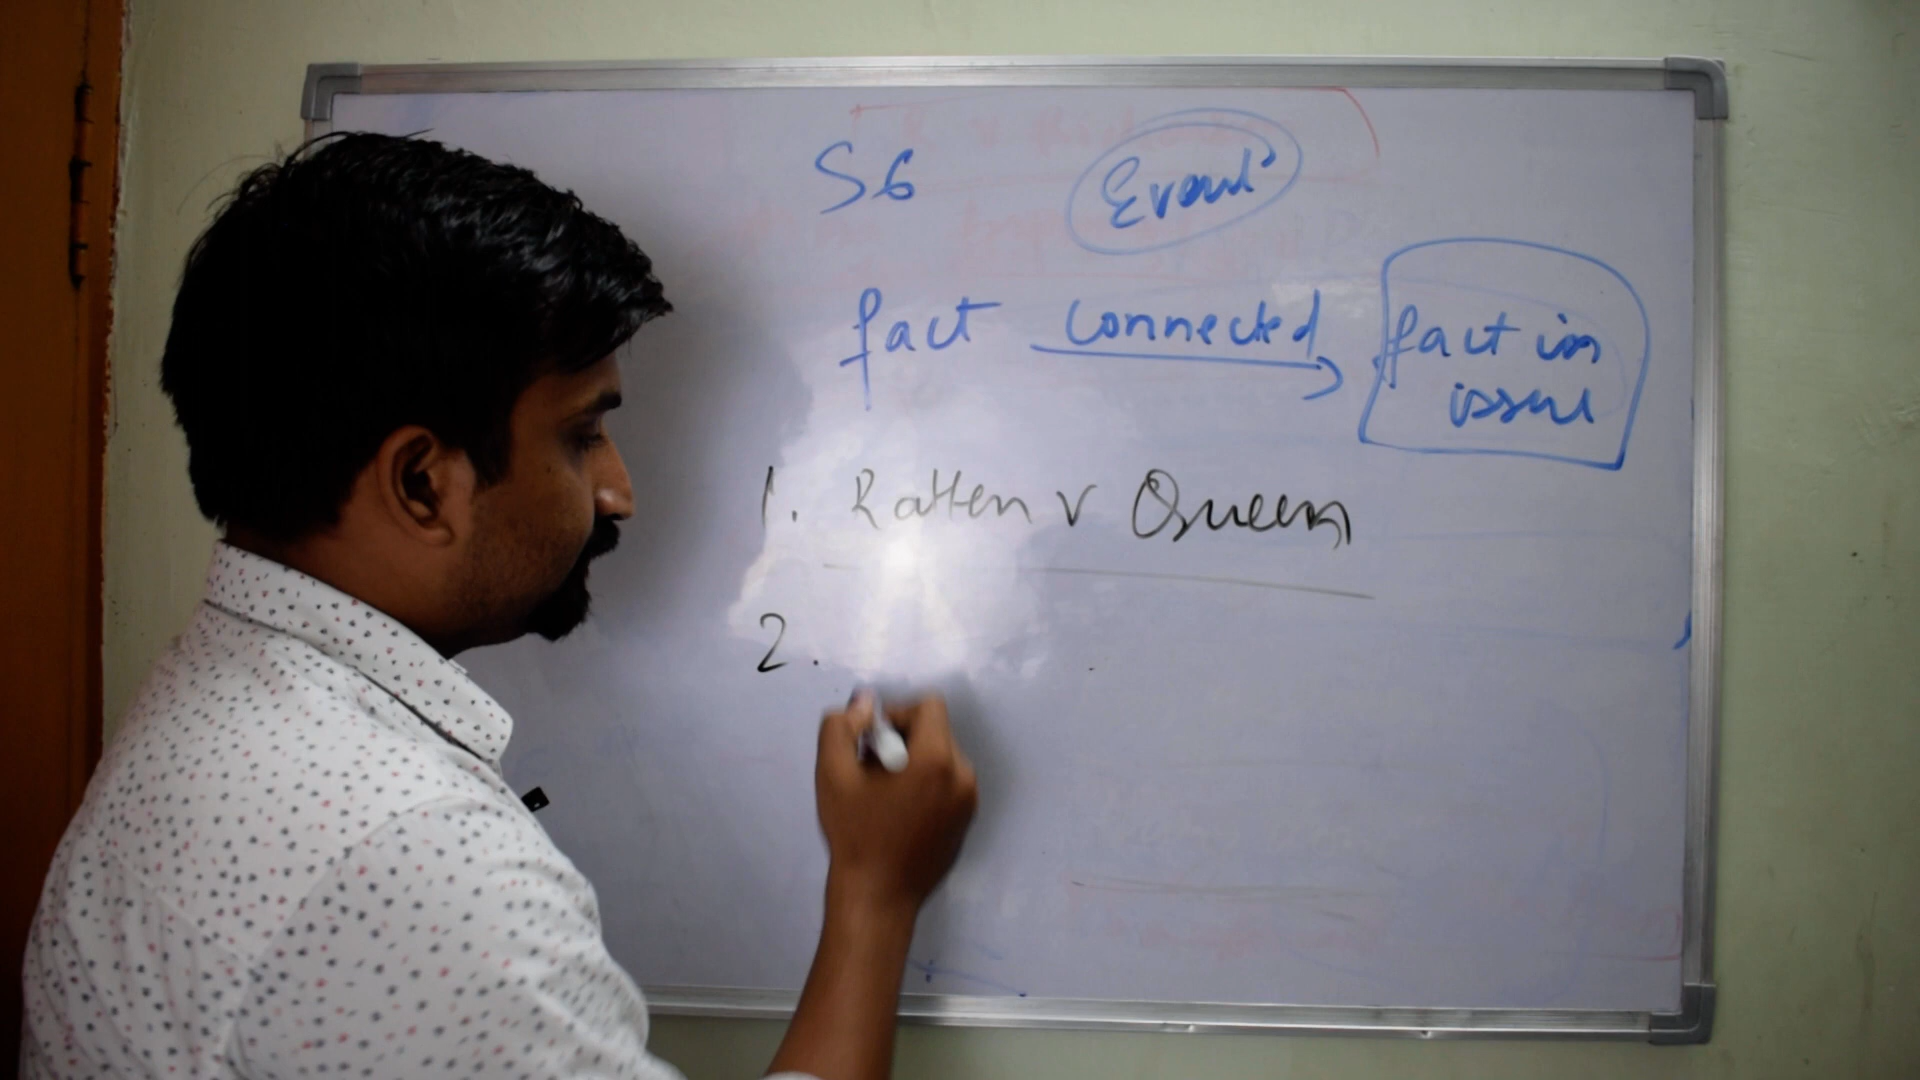 S6 Event
fact connected fact in
issue
1. Ratten v Queen
2.